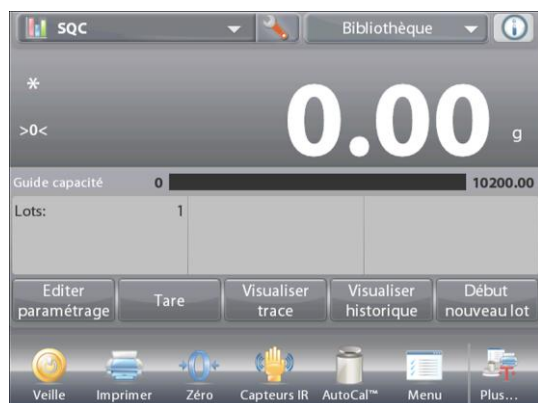 SQC
Bibliothèque
*
>0<
0.00 g
Guide capacité 0 10200.00
Lots: 1
Editer paramétrage
Tare
Visualiser trace
Visualiser historique
Début nouveau lot
Veille
Imprimer
Zéro
Capteurs IR
AutoCal™
Menu
Plus...